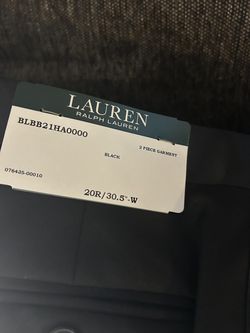 LAUREN
RALPH LAUREN
BLBB21HA0000
BLACK
2 PIECE GARMENT
076425-00010
20R/30.5"-W